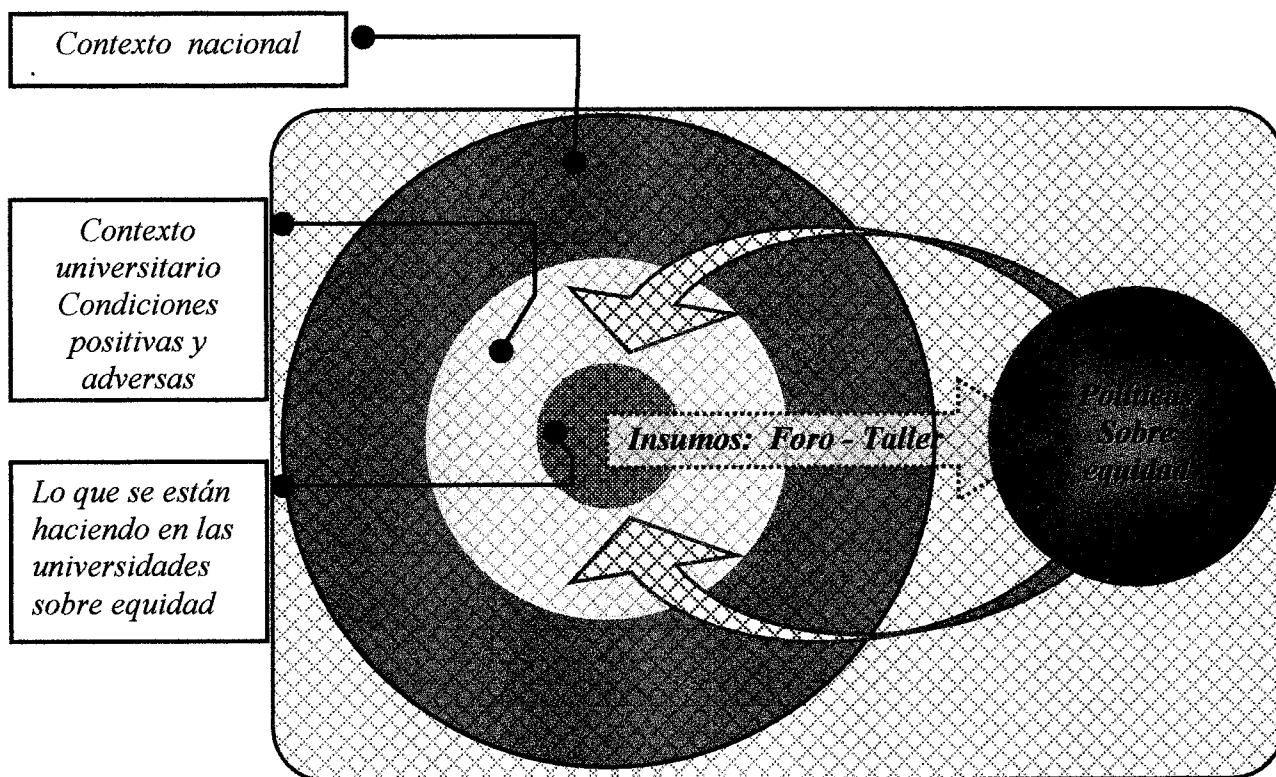 Contexto nacional
Contexto
universitario
Condiciones
positivas y
adversas
Lo que se están
haciendo en las
universidades
sobre equidad
Insumos: Foro - Taller
Políticas
Sobre
equidad